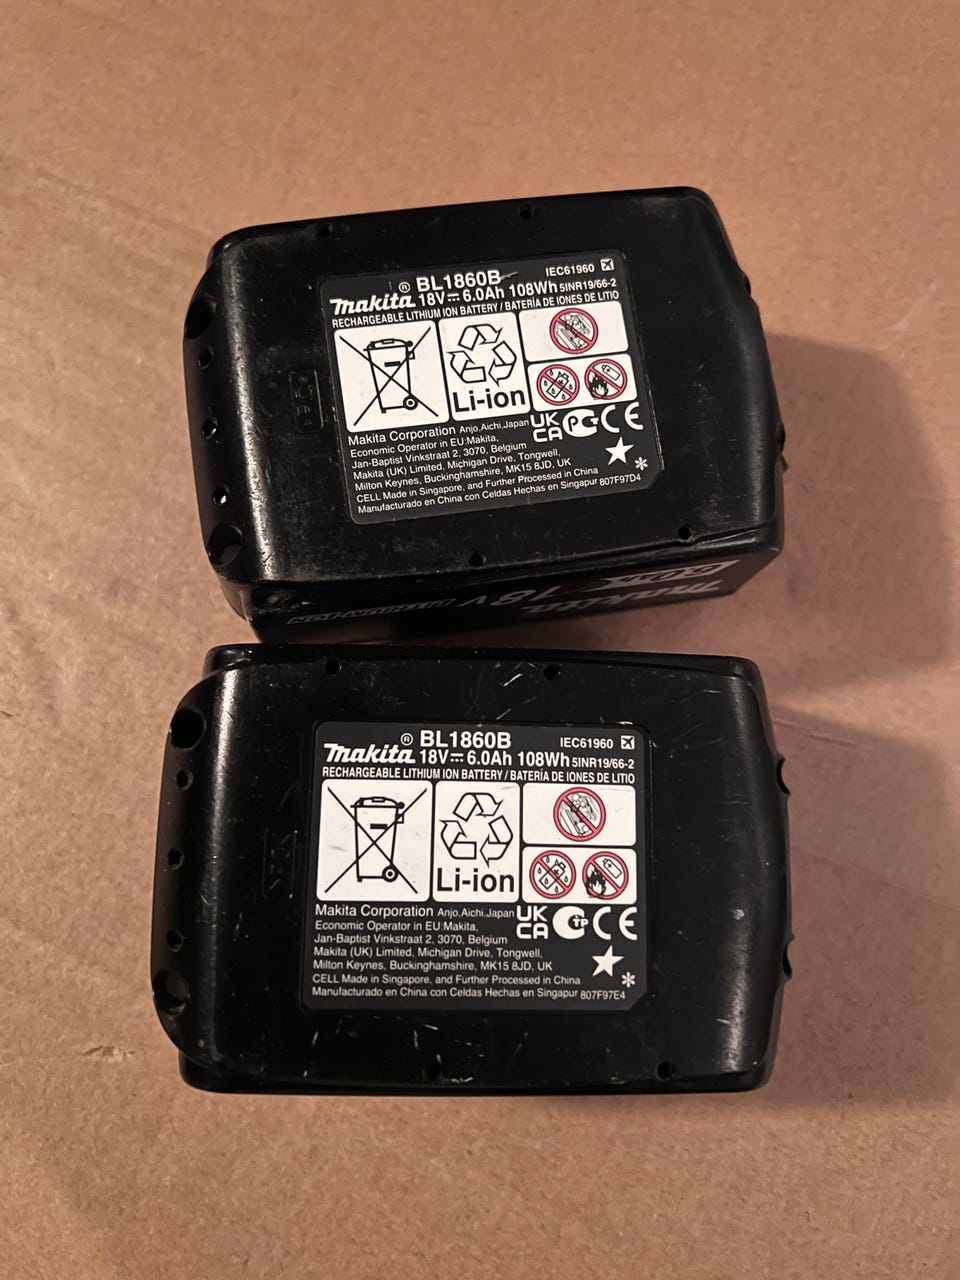 BL1860B IEC61960
® makita 18V 6.0Ah 108Wh 5INR19/66-2
RECHARGEABLE LITHIUM ION BATTERY / BATERÍA DE IONES DE LITIO
Li-ion
Makita Corporation Anjo,Aichi,Japan UK CA CE
Economic Operator in EU:Makita,
Jan-Baptist Vinkstraat 2, 3070, Belgium
Makita (UK) Limited, Michigan Drive, Tongwell,
Milton Keynes, Buckinghamshire, MK15 8JD, UK
CELL Made in Singapore, and Further Processed in China
Manufacturado en China con Celdas Hechas en Singapur 807F97D4
makita 18V LITHIUM-ION
BL1860B IEC61960
® makita 18V 6.0Ah 108Wh 5INR19/66-2
RECHARGEABLE LITHIUM ION BATTERY / BATERÍA DE IONES DE LITIO
Li-ion
Makita Corporation Anjo,Aichi,Japan UK CA CE
Economic Operator in EU:Makita,
Jan-Baptist Vinkstraat 2, 3070, Belgium
Makita (UK) Limited, Michigan Drive, Tongwell,
Milton Keynes, Buckinghamshire, MK15 8JD, UK
CELL Made in Singapore, and Further Processed in China
Manufacturado en China con Celdas Hechas en Singapur 807F97E4